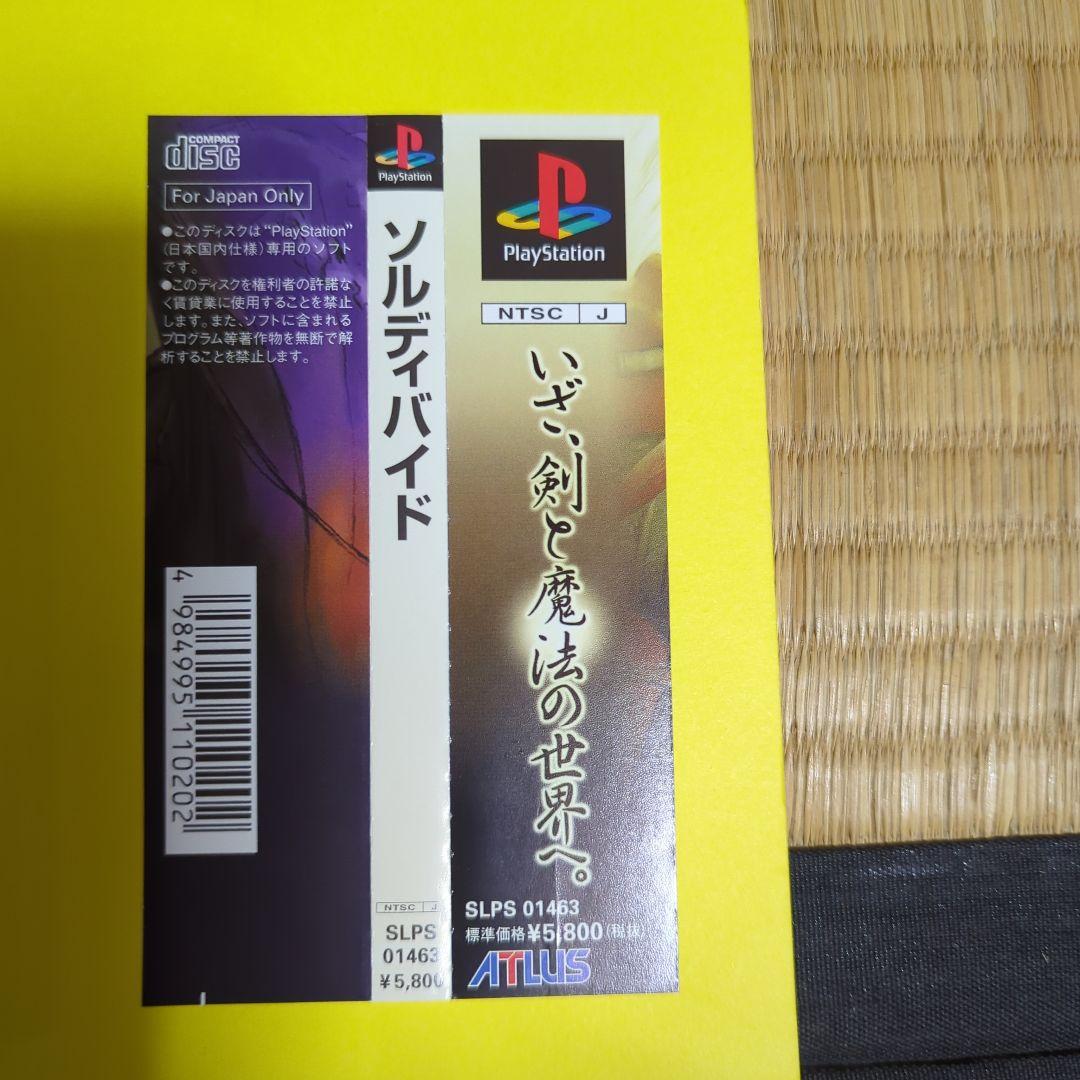 COMPACT
disc
For Japan Only
●このディスクは“PlayStation”
(日本国内仕様)専用のソフト
です。
●このディスクを権利者の許諾な
く賃貸業に使用することを禁止
します。また、ソフトに含まれる
プログラム等著作物を無断で解
析することを禁止します。
4 984995 110202
PlayStation
ソルディバイド
NTSC J
SLPS
01463
¥5,800
PlayStation
NTSC J
いざ、剣と魔法の世界へ。
SLPS 01463
標準価格¥5,800(税抜)
ATLUS